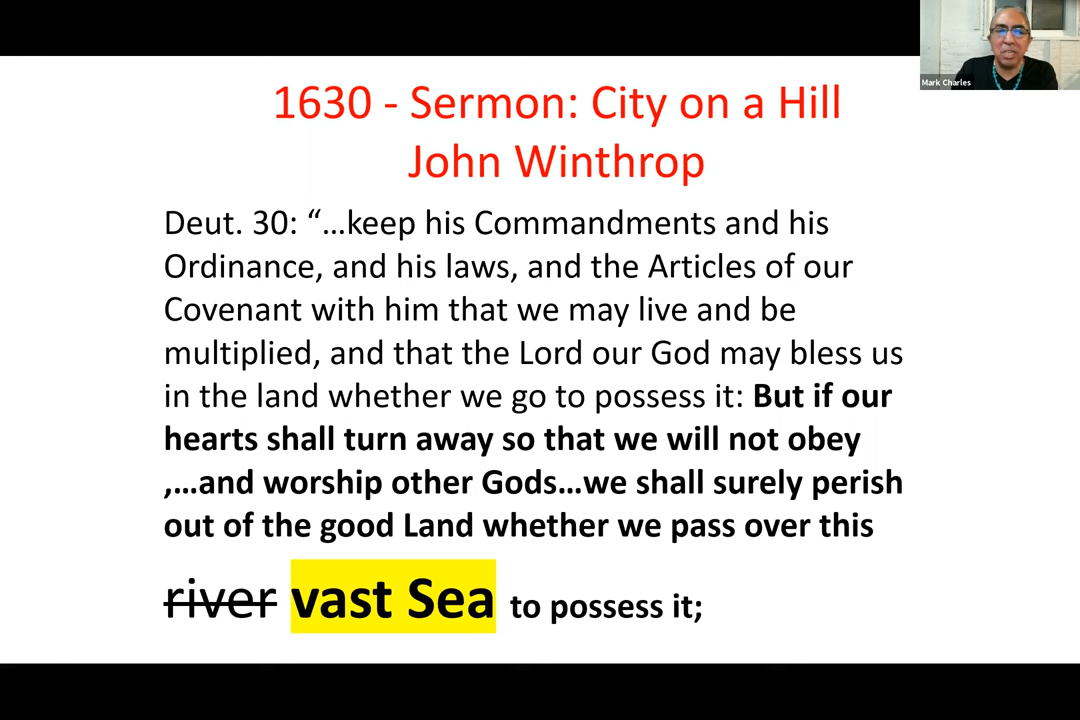 Mark Charles
1630 - Sermon: City on a Hill
John Winthrop
Deut. 30: “…keep his Commandments and his
Ordinance, and his laws, and the Articles of our
Covenant with him that we may live and be
multiplied, and that the Lord our God may bless us
in the land whether we go to possess it: But if our
hearts shall turn away so that we will not obey
,…and worship other Gods…we shall surely perish
out of the good Land whether we pass over this
river vast Sea to possess it;